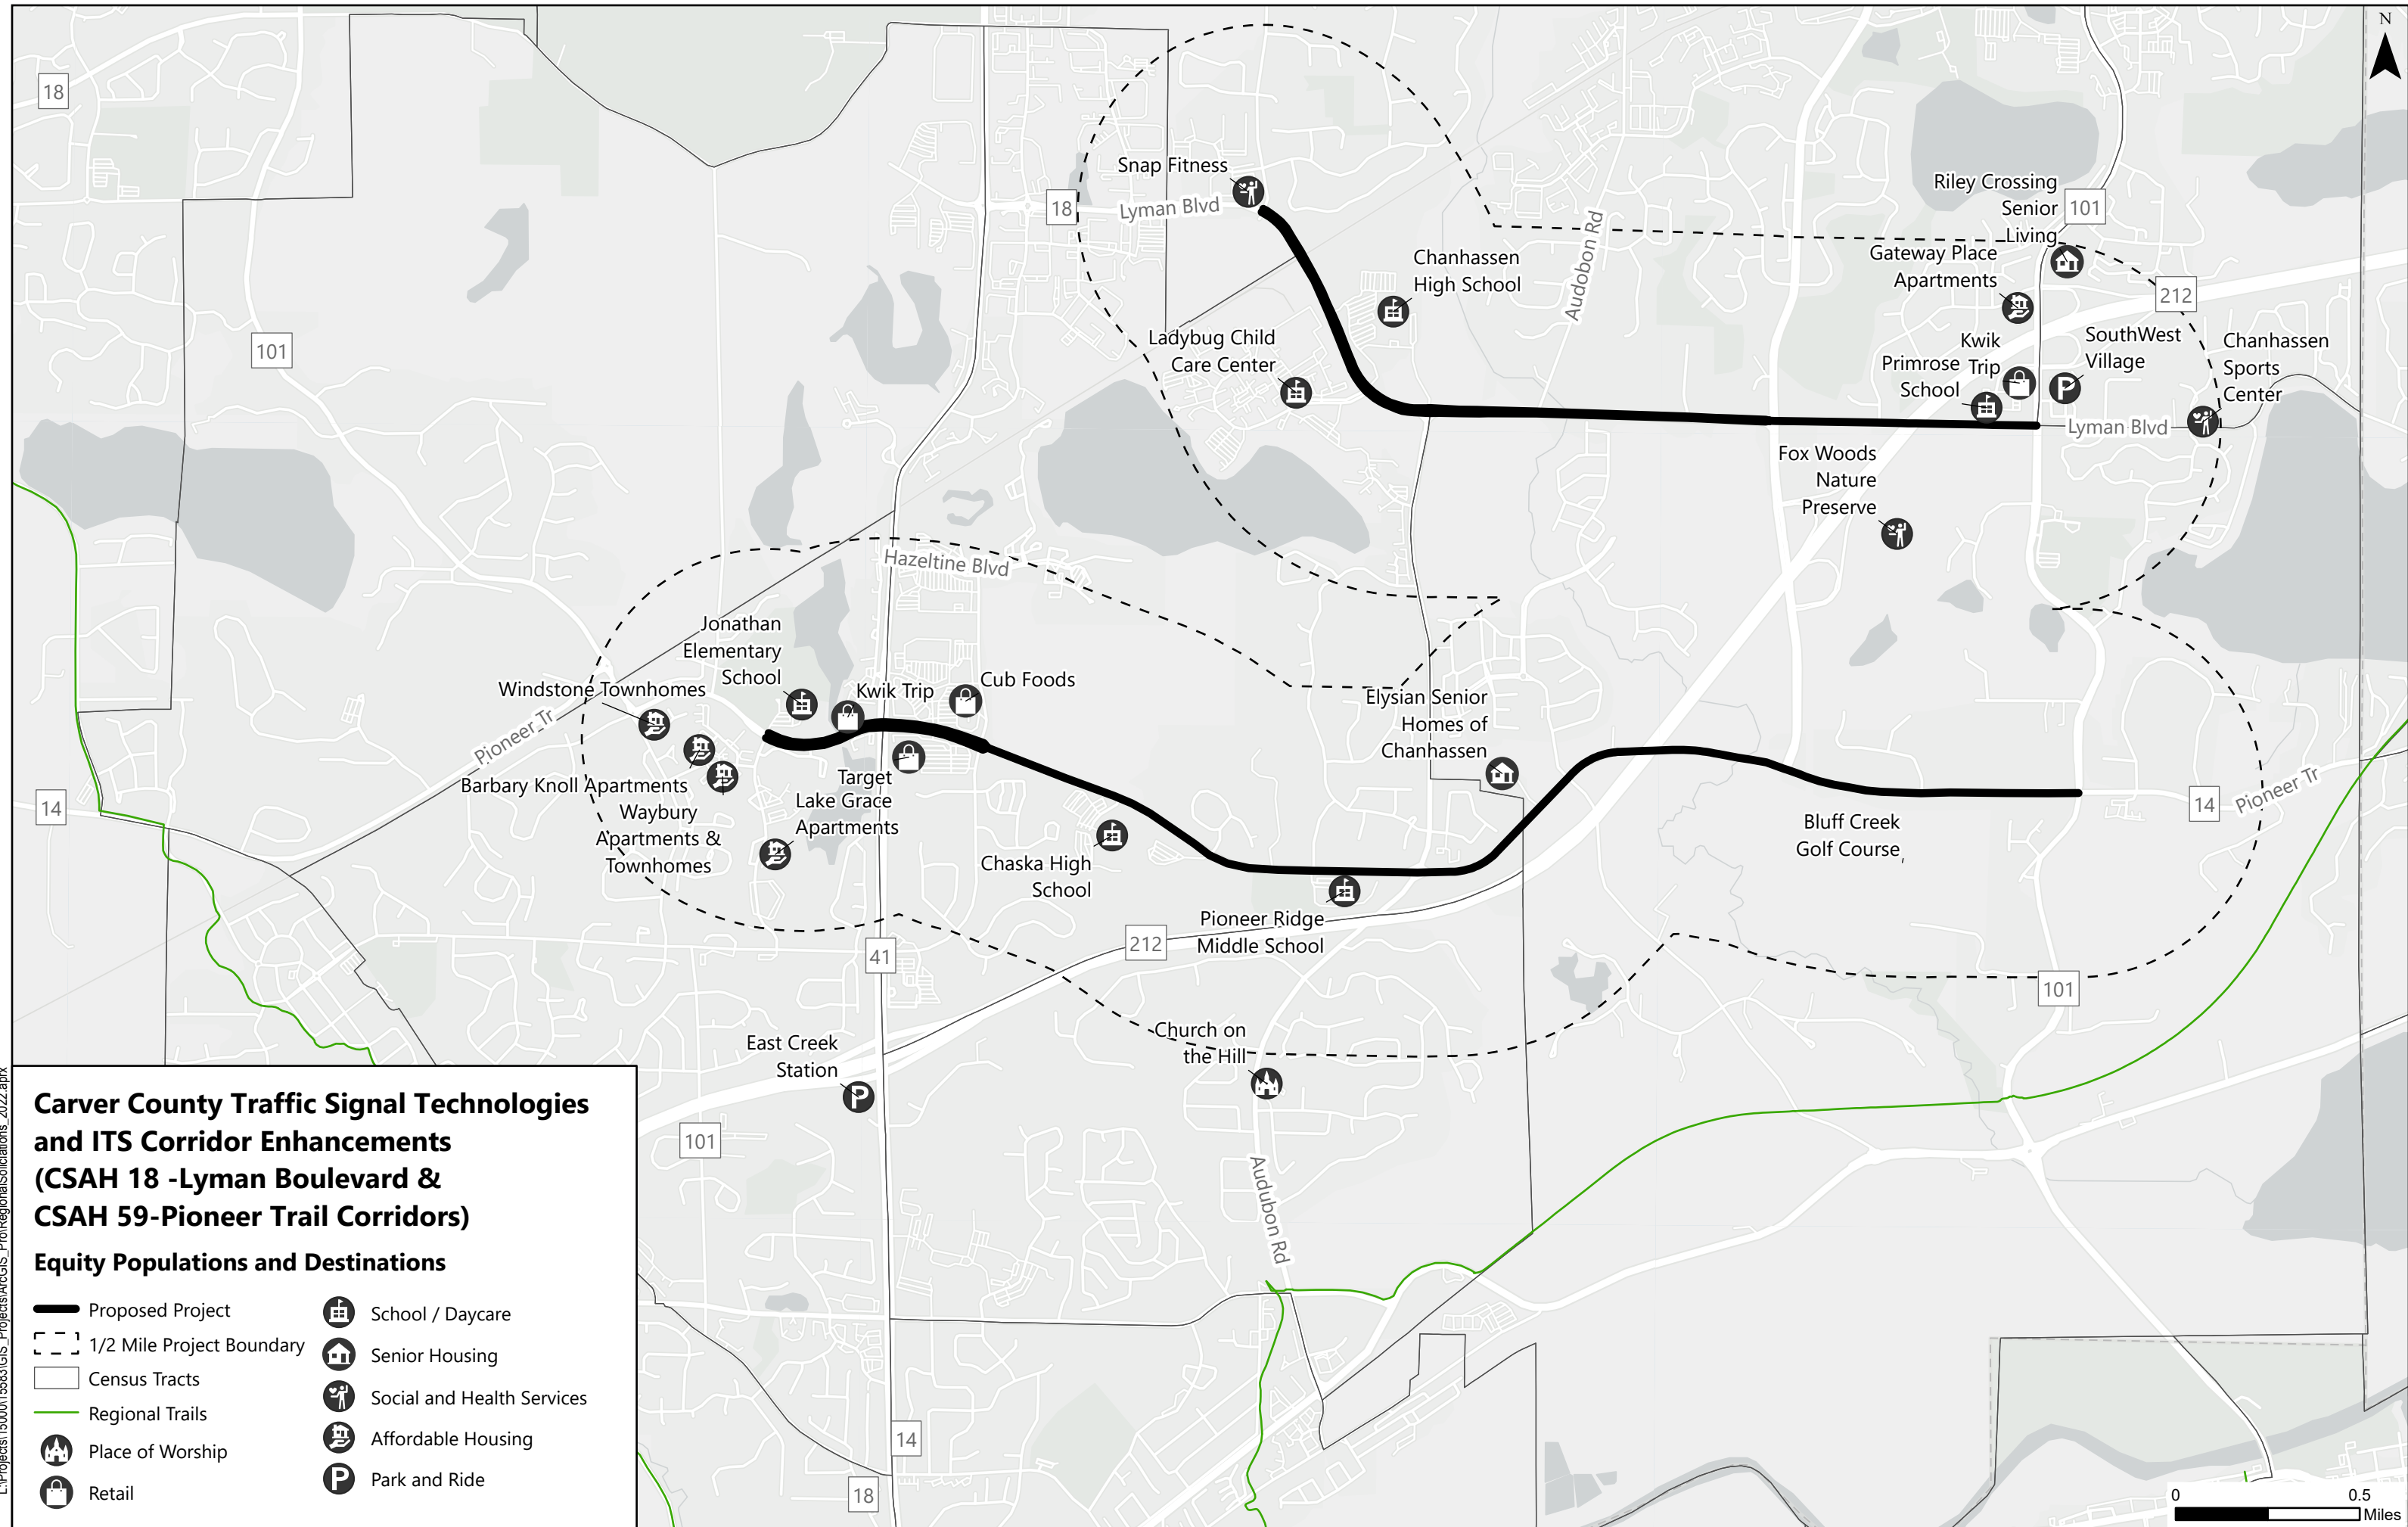 N
18
Snap Fitness
18
Lyman Blvd
Riley Crossing
Senior
Living
101
Audobon Rd
Chanhassen
High School
Gateway Place
Apartments
212
101
Ladybug Child
Care Center
Kwik
Trip
Primrose
School
SouthWest
Village
Chanhassen
Sports
Center
Lyman Blvd
Fox Woods
Nature
Preserve
Hazeltine Blvd
Jonathan
Elementary
School
Windstone Townhomes
Kwik Trip
Cub Foods
Elysian Senior
Homes of
Chanhassen
Pioneer Tr
Barbary Knoll Apartments
Target
Waybury
Apartments &
Townhomes
Lake Grace
Apartments
14
14
Pioneer Tr
Bluff Creek
Golf Course
Chaska High
School
Pioneer Ridge
Middle School
212
41
101
Church on
the Hill
East Creek
Station
101
Audubon Rd
14
18
Carver County Traffic Signal Technologies
and ITS Corridor Enhancements
(CSAH 18 -Lyman Boulevard &
CSAH 59-Pioneer Trail Corridors)
Equity Populations and Destinations
Proposed Project
1/2 Mile Project Boundary
Census Tracts
Regional Trails
Place of Worship
Retail
School / Daycare
Senior Housing
Social and Health Services
Affordable Housing
P
Park and Ride
P
P
0 0.5
Miles